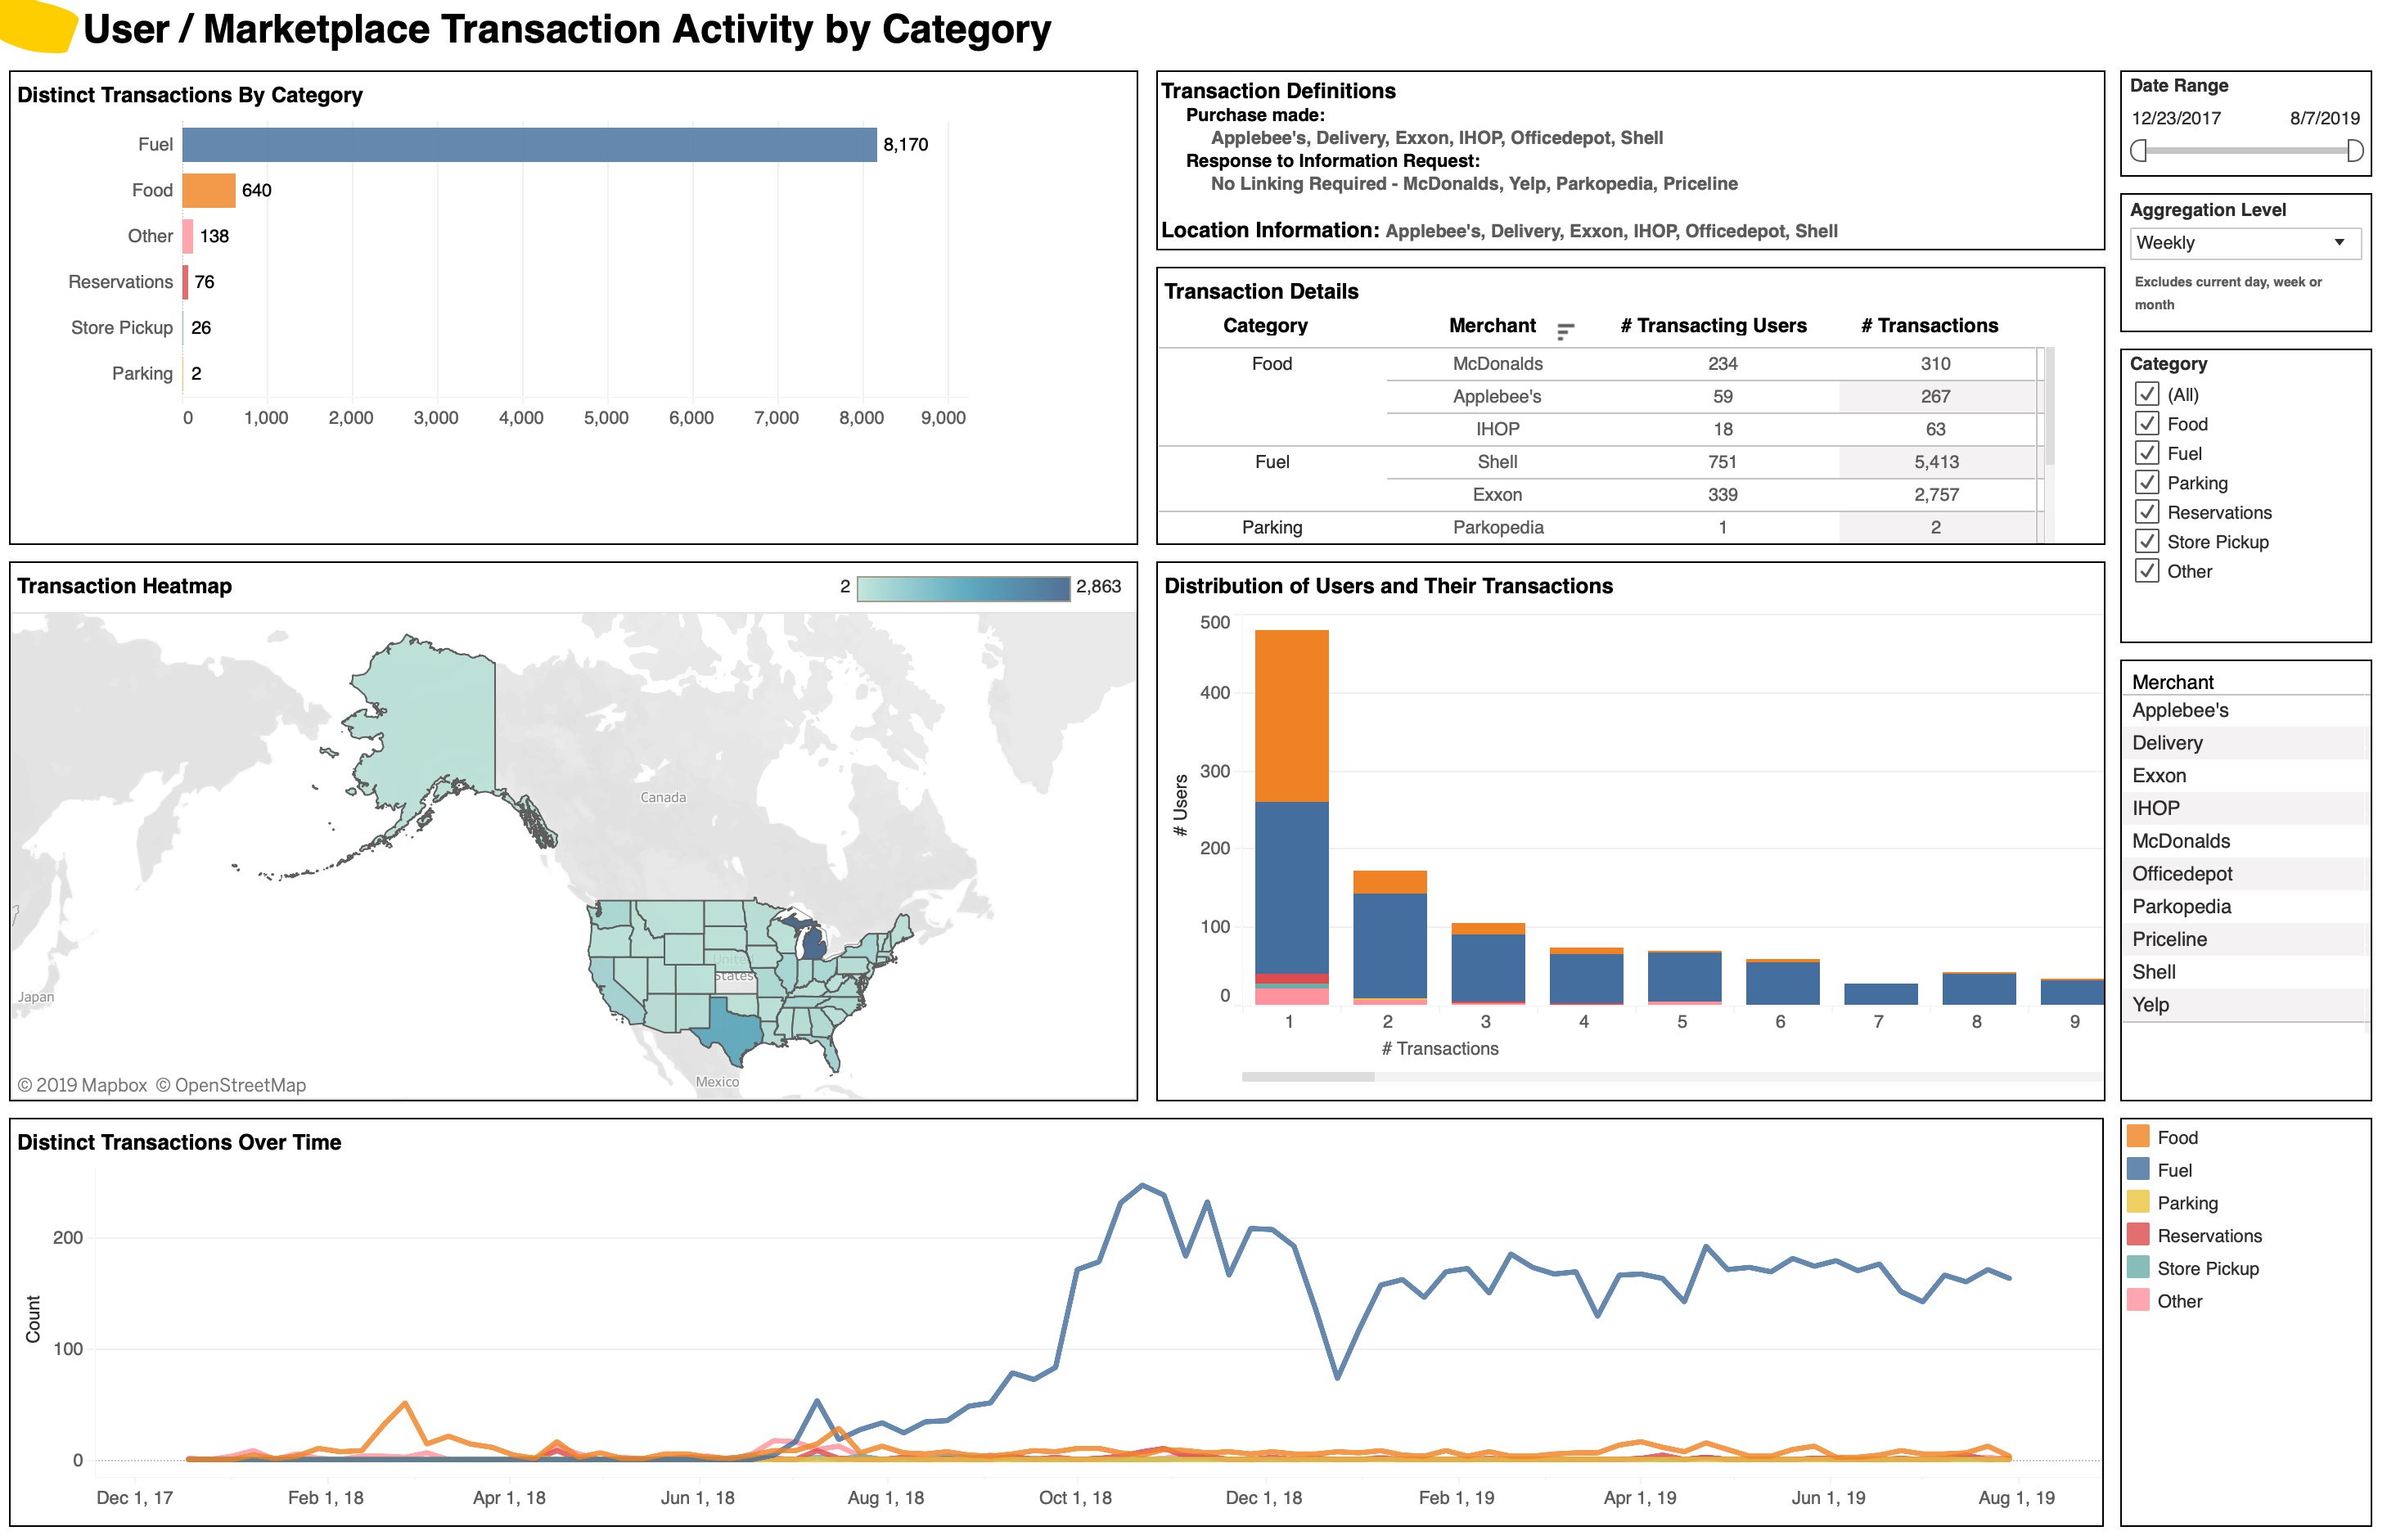 User / Marketplace Transaction Activity by Category
Distinct Transactions By Category
Fuel 8,170
Food 640
Other 138
Reservations 76
Store Pickup 26
Parking 2
0 1,000 2,000 3,000 4,000 5,000 6,000 7,000 8,000 9,000
Transaction Definitions
Purchase made:
Applebee's, Delivery, Exxon, IHOP, Officedepot, Shell
Response to Information Request:
No Linking Required - McDonalds, Yelp, Parkopedia, Priceline
Location Information: Applebee's, Delivery, Exxon, IHOP, Officedepot, Shell
Transaction Details
Category Merchant # Transacting Users # Transactions
Food McDonalds 234 310
Applebee's 59 267
IHOP 18 63
Fuel Shell 751 5,413
Exxon 339 2,757
Parking Parkopedia 1 2
Date Range
12/23/2017 8/7/2019
Aggregation Level
Weekly
Excludes current day, week or
month
Category
(All)
Food
Fuel
Parking
Reservations
Store Pickup
Other
Transaction Heatmap
2 2,863
Canada
United
States
Japan
Mexico
© 2019 Mapbox © OpenStreetMap
Distribution of Users and Their Transactions
500
400
300
200
100
0
# Users
1 2 3 4 5 6 7 8 9
# Transactions
Merchant
Applebee's
Delivery
Exxon
IHOP
McDonalds
Officedepot
Parkopedia
Priceline
Shell
Yelp
Distinct Transactions Over Time
200
100
0
Count
Dec 1, 17 Feb 1, 18 Apr 1, 18 Jun 1, 18 Aug 1, 18 Oct 1, 18 Dec 1, 18 Feb 1, 19 Apr 1, 19 Jun 1, 19 Aug 1, 19
Food
Fuel
Parking
Reservations
Store Pickup
Other